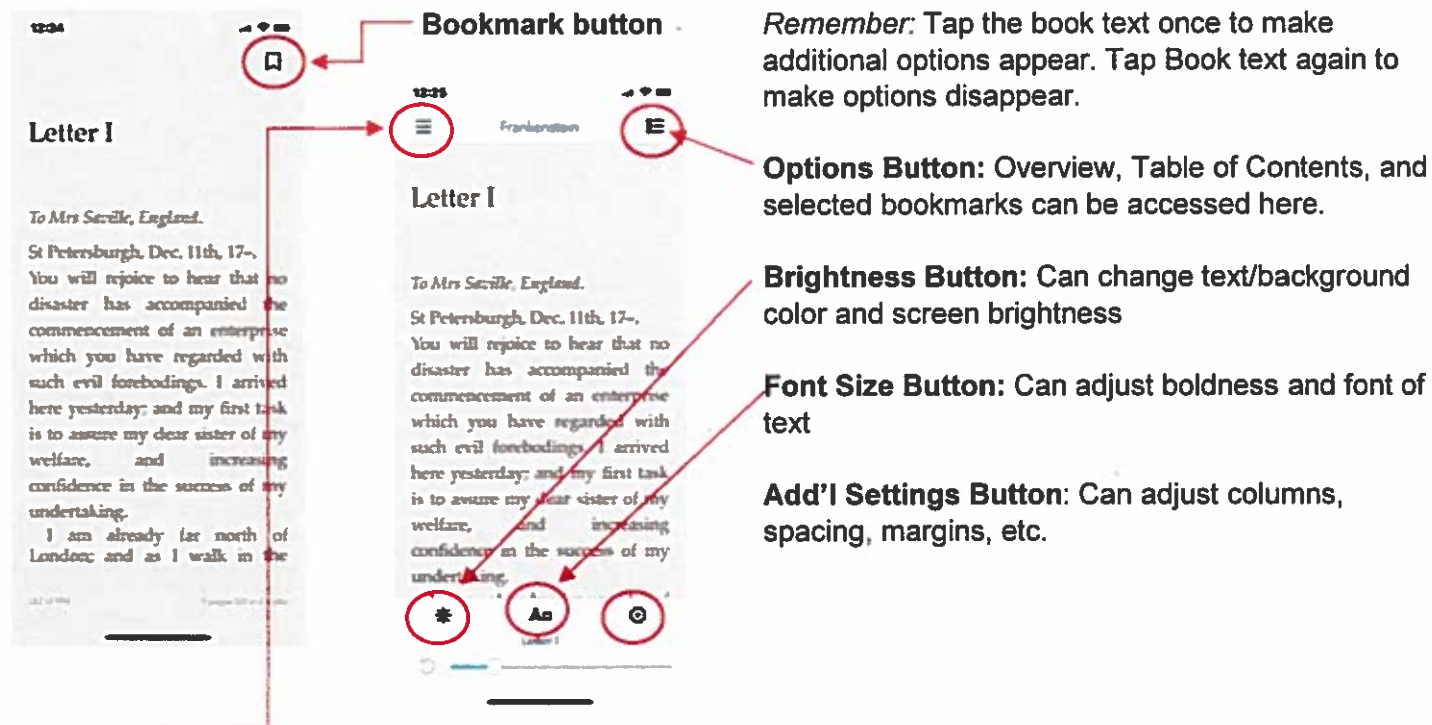 12:34
Bookmark button
Letter I
To Mrs Saville, England.
St Petersburgh, Dec. 11th, 17–,
You will rejoice to hear that no
disaster has accompanied the
commencement of an enterprise
which you have regarded with
such evil forebodings. I arrived
here yesterday; and my first task
is to assure my dear sister of my
welfare, and increasing
confidence in the success of my
undertaking.
I am already far north of
London; and as I walk in the
12:35
Frankenstein
Letter I
To Mrs Saville, England.
St Petersburgh, Dec. 11th, 17–,
You will rejoice to hear that no
disaster has accompanied the
commencement of an enterprise
which you have regarded with
such evil forebodings. I arrived
here yesterday; and my first task
is to assure my dear sister of my
welfare, and increasing
confidence in the success of my
undertaking.
Aa
Letter I
Remember: Tap the book text once to make
additional options appear. Tap Book text again to
make options disappear.
Options Button: Overview, Table of Contents, and
selected bookmarks can be accessed here.
Brightness Button: Can change text/background
color and screen brightness
Font Size Button: Can adjust boldness and font of
text
Add'l Settings Button: Can adjust columns,
spacing, margins, etc.